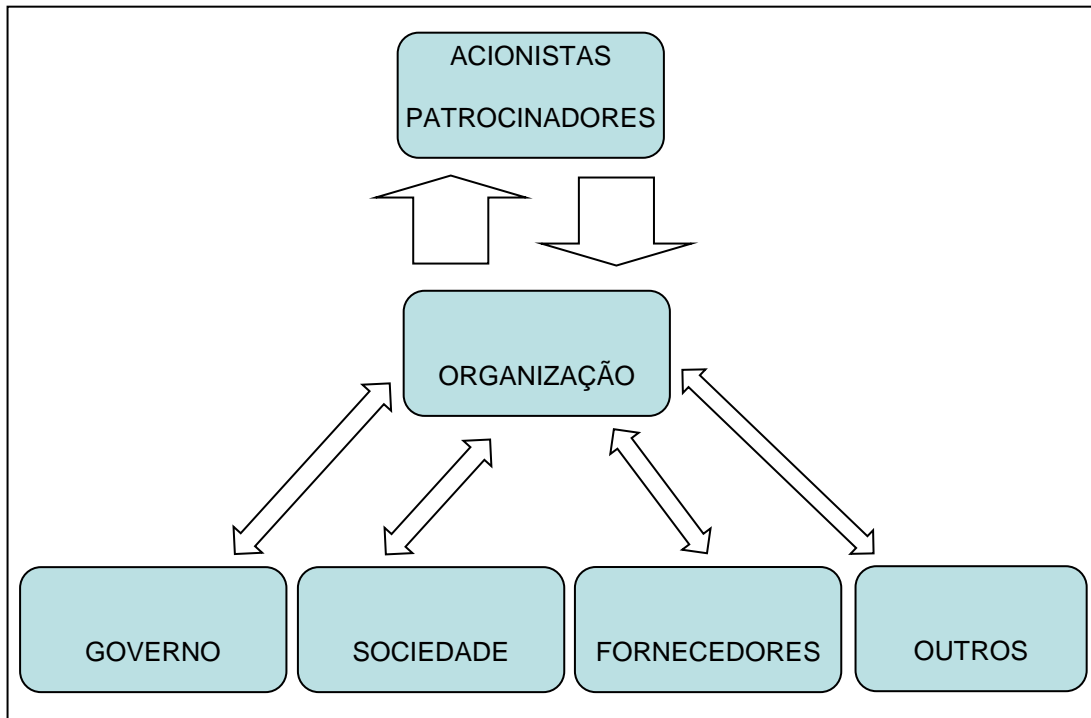 ACIONISTAS
PATROCINADORES
ORGANIZAÇÃO
GOVERNO
SOCIEDADE
FORNECEDORES
OUTROS